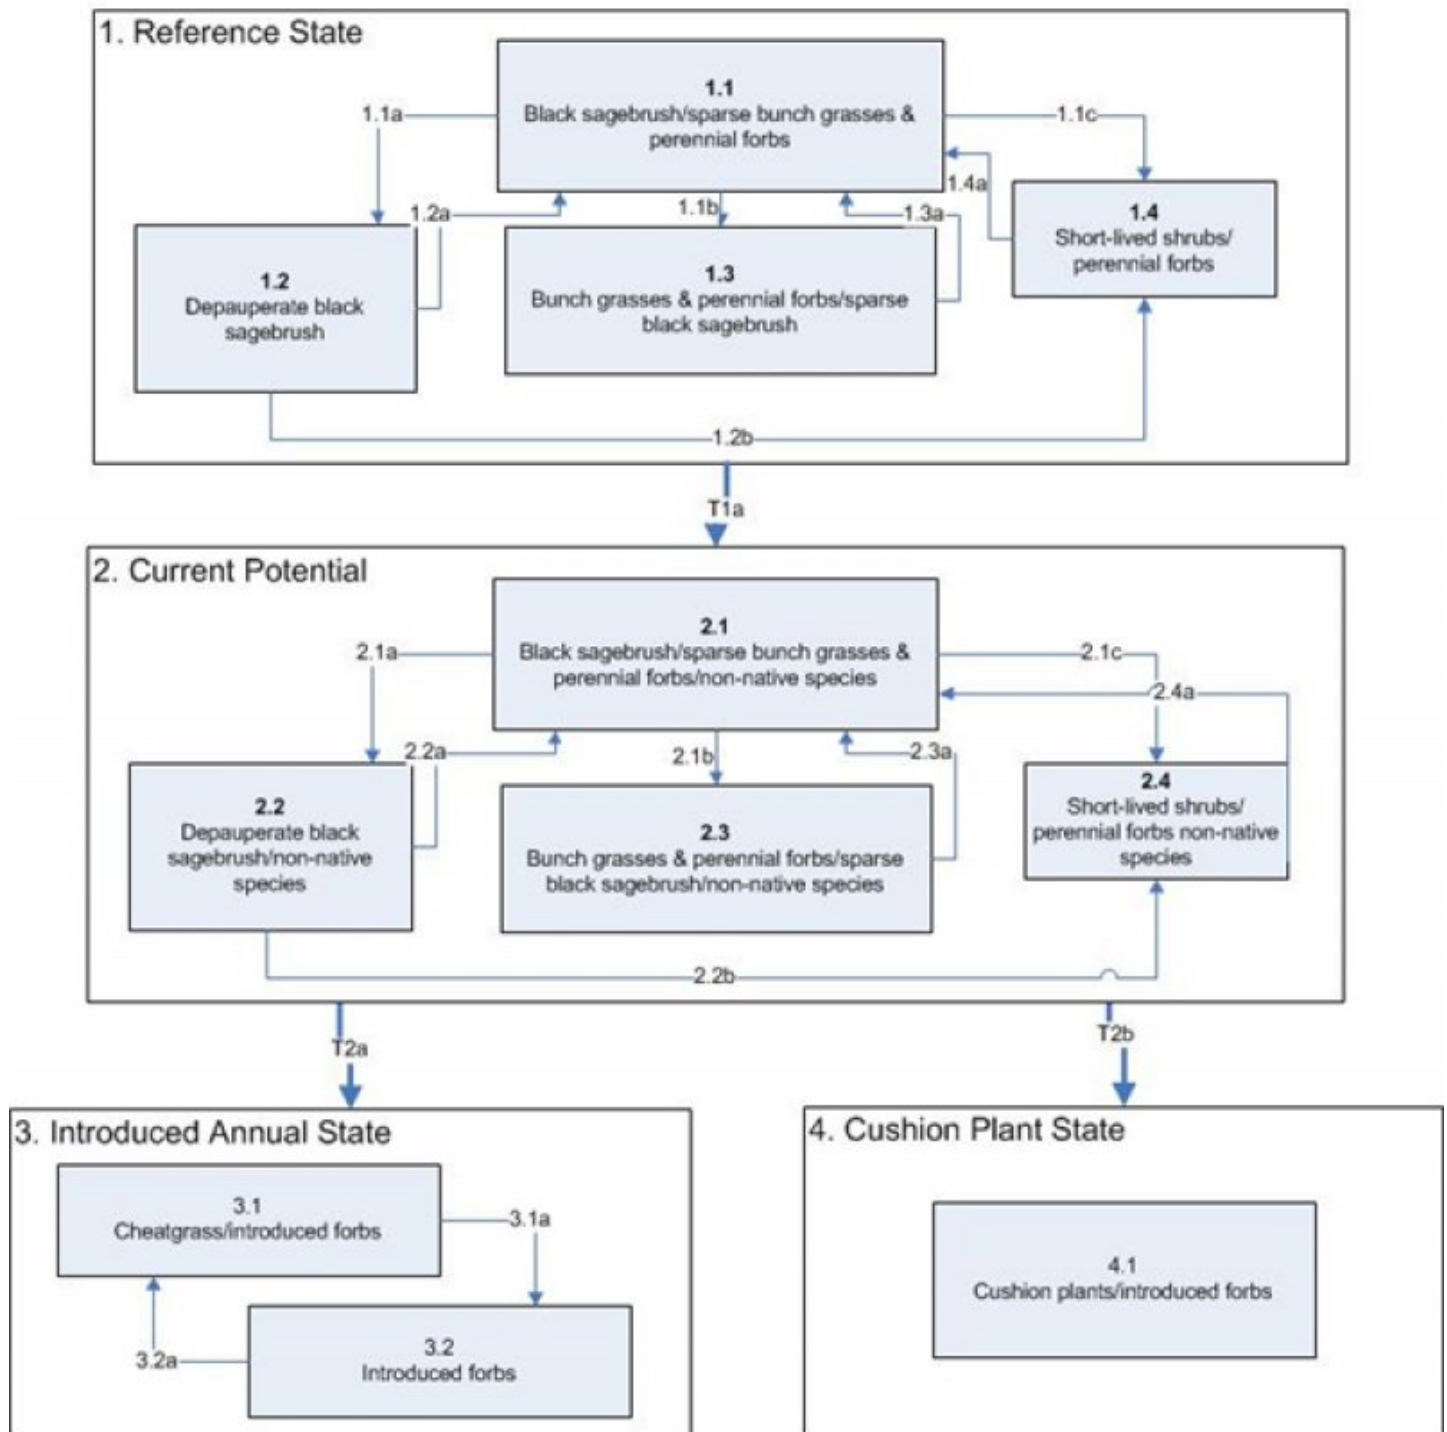 1. Reference State
1.1
Black sagebrush/sparse bunch grasses &
perennial forbs
1.1a
1.1c
1.4a
1.2a
1.1b
1.3a
1.4
Short-lived shrubs/
perennial forbs
1.2
Depauperate black
sagebrush
1.3
Bunch grasses & perennial forbs/sparse
black sagebrush
1.2b
T1a
2. Current Potential
2.1
Black sagebrush/sparse bunch grasses &
perennial forbs/non-native species
2.1a
2.1c
2.4a
2.2a
2.1b
2.3a
2.2
Depauperate black
sagebrush/non-native
species
2.3
Bunch grasses & perennial forbs/sparse
black sagebrush/non-native species
2.4
Short-lived shrubs/
perennial forbs non-native
species
2.2b
T2a
T2b
3. Introduced Annual State
3.1
Cheatgrass/introduced forbs
3.1a
3.2
Introduced forbs
3.2a
4. Cushion Plant State
4.1
Cushion plants/introduced forbs